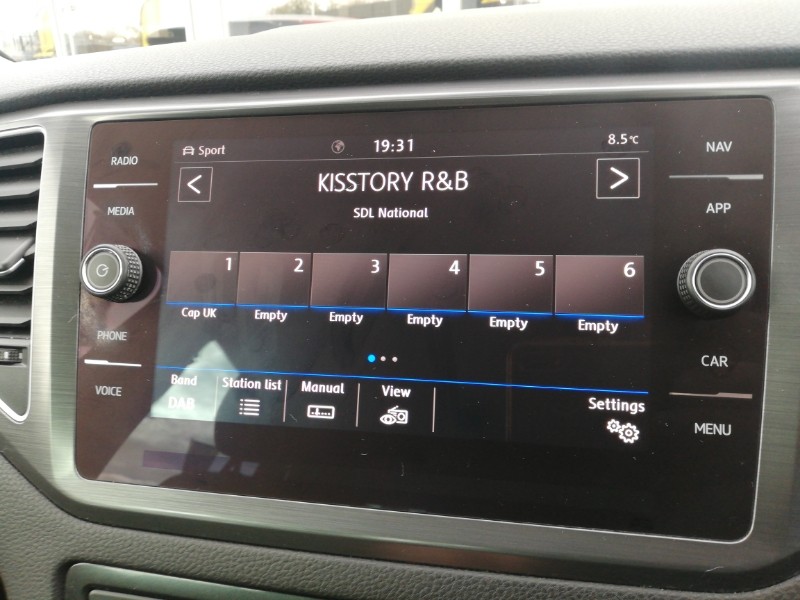 RADIO
MEDIA
PHONE
VOICE
Sport 19:31 8.5°C
< KISSTORY R&B >
SDL National
1 2 3 4 5 6
Cap UK Empty Empty Empty Empty Empty
Band Station list Manual View Settings
DAB
NAV
APP
CAR
MENU